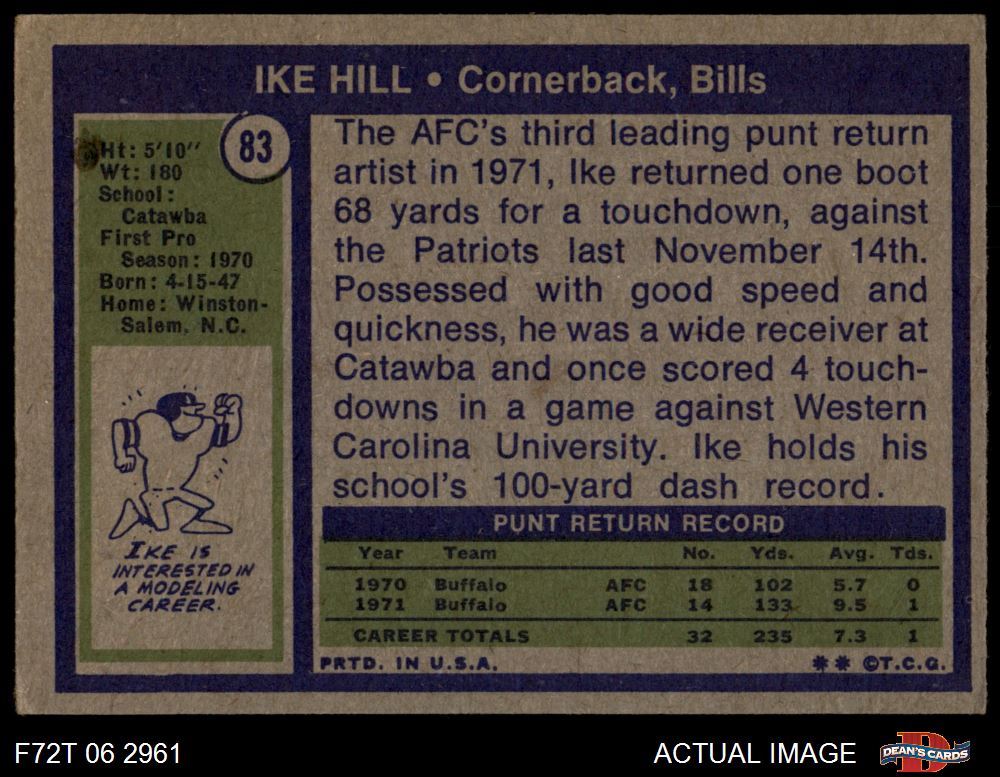 IKE HILL • Cornerback, Bills
83
Ht: 5'10"
Wt: 180
School:
Catawba
First Pro
Season: 1970
Born: 4-15-47
Home: Winston-
Salem, N.C.
IKE IS
INTERESTED IN
A MODELING
CAREER.
The AFC's third leading punt return
artist in 1971, Ike returned one boot
68 yards for a touchdown, against
the Patriots last November 14th.
Possessed with good speed and
quickness, he was a wide receiver at
Catawba and once scored 4 touch-
downs in a game against Western
Carolina University. Ike holds his
school's 100-yard dash record.
PUNT RETURN RECORD
Year Team No. Yds. Avg. Tds.
1970 Buffalo AFC 18 102 5.7 0
1971 Buffalo AFC 14 133 9.5 1
CAREER TOTALS 32 235 7.3 1
PRTD. IN U.S.A. ** ©T.C.G.
F72T 06 2961 ACTUAL IMAGE DEAN'S CARDS